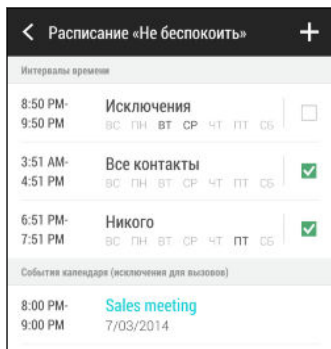 Расписание «Не беспокоить»
Интервалы времени
8:50 PM- Исключения
9:50 PM ВС ПН ВТ СР ЧТ ПТ СБ
3:51 AM- Все контакты
4:51 PM ВС ПН ВТ СР ЧТ ПТ СБ
6:51 PM- Никого
7:51 PM ВС ПН ВТ СР ЧТ ПТ СБ
События календаря (исключения для вызовов)
8:00 PM- Sales meeting
9:00 PM 7/03/2014